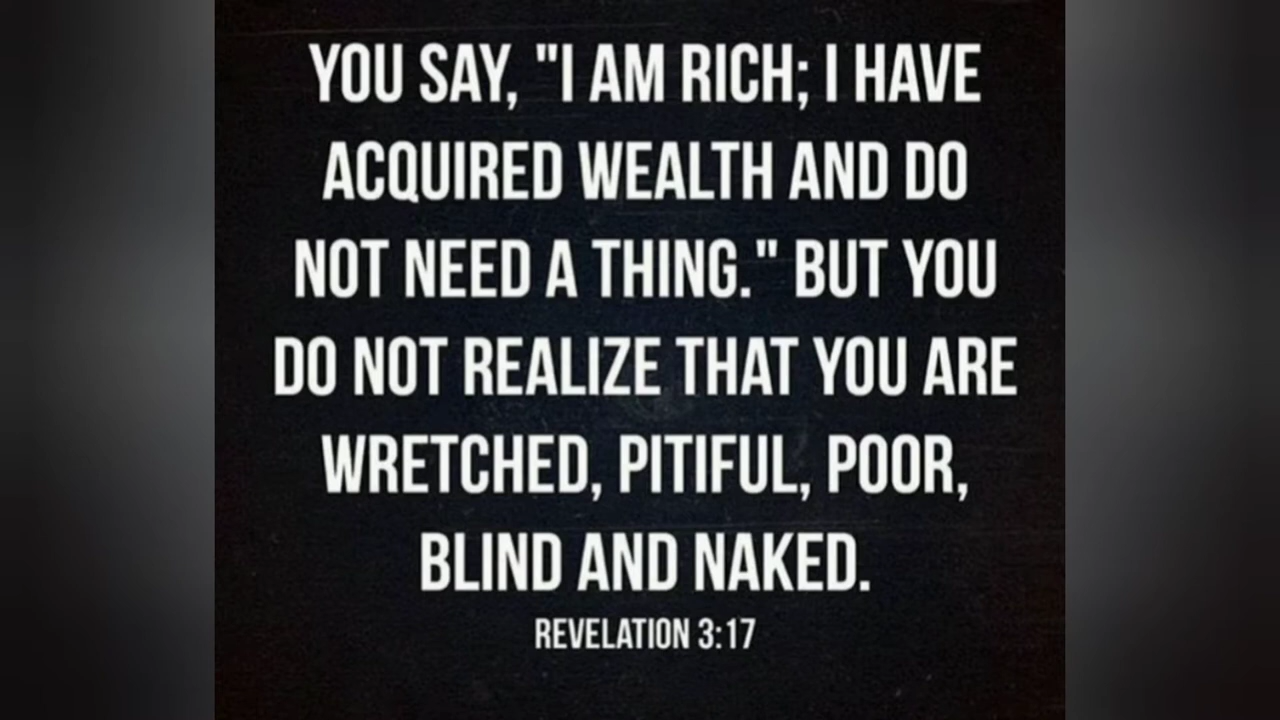 YOU SAY, "I AM RICH; I HAVE
ACQUIRED WEALTH AND DO
NOT NEED A THING." BUT YOU
DO NOT REALIZE THAT YOU ARE
WRETCHED, PITIFUL, POOR,
BLIND AND NAKED.
REVELATION 3:17